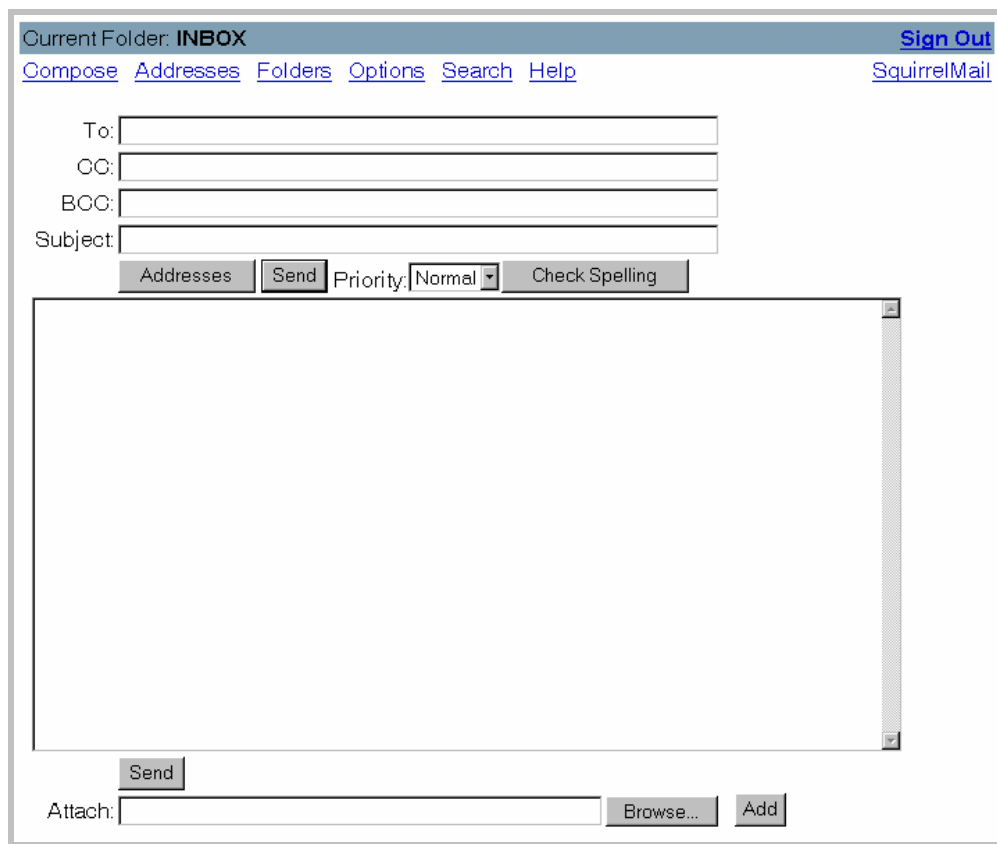 Current Folder: INBOX Sign Out
Compose Addresses Folders Options Search Help SquirrelMail
To:
CC:
BCC:
Subject:
Addresses Send Priority: Normal Check Spelling
Send
Attach: Browse... Add